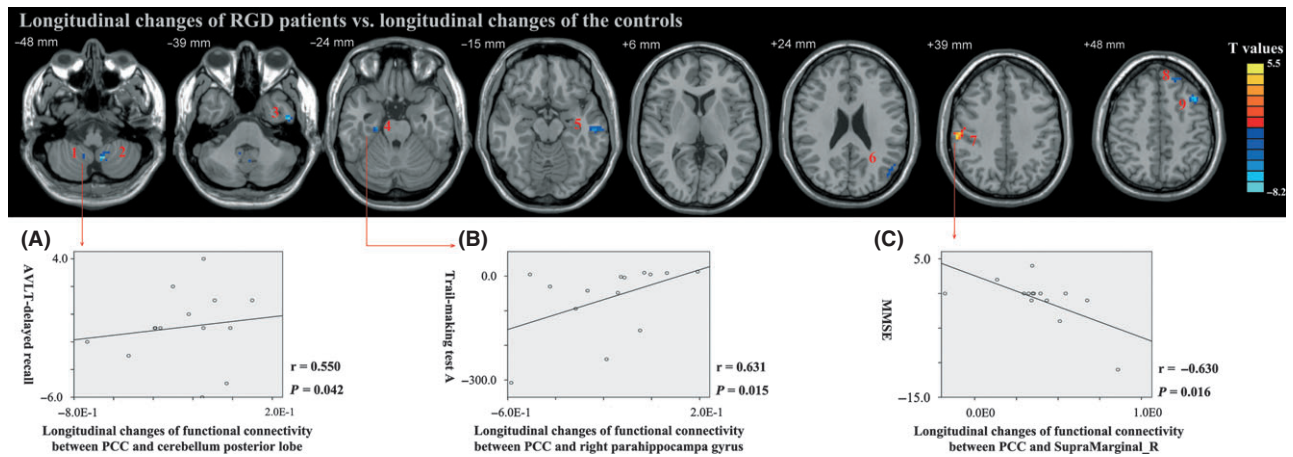 Longitudinal changes of RGD patients vs. longitudinal changes of the controls
−48 mm
−39 mm
−24 mm
−15 mm
+6 mm
+24 mm
+39 mm
+48 mm
T values
5.5
−8.2
1
2
3
4
5
6
7
8
9
(A)
AVLT-delayed recall
4.0
−6.0
−8.0E-1
2.0E-1
r = 0.550
P = 0.042
Longitudinal changes of functional connectivity
between PCC and cerebellum posterior lobe
(B)
Trail-making test A
0.0
−300.0
−6.0E-1
2.0E-1
r = 0.631
P = 0.015
Longitudinal changes of functional connectivity
between PCC and right parahippocampa gyrus
(C)
MMSE
5.0
−15.0
0.0E0
1.0E0
r = −0.630
P = 0.016
Longitudinal changes of functional connectivity
between PCC and SupraMarginal_R